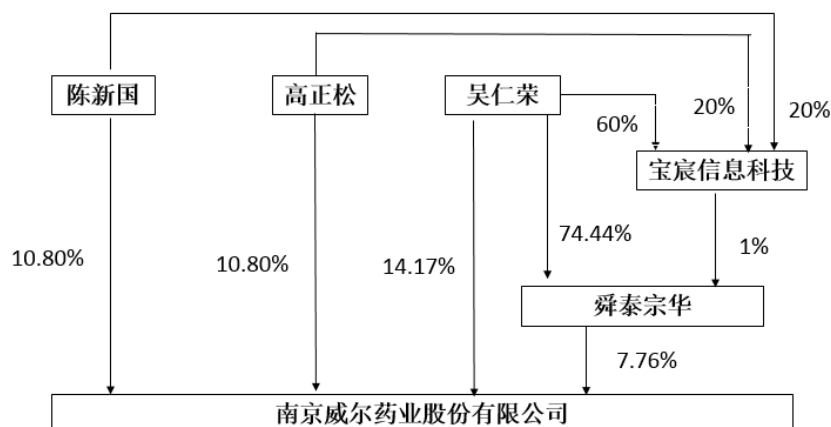 陈新国
高正松
吴仁荣
60%
20%
20%
宝宸信息科技
10.80%
10.80%
14.17%
74.44%
1%
舜泰宗华
7.76%
南京威尔药业股份有限公司